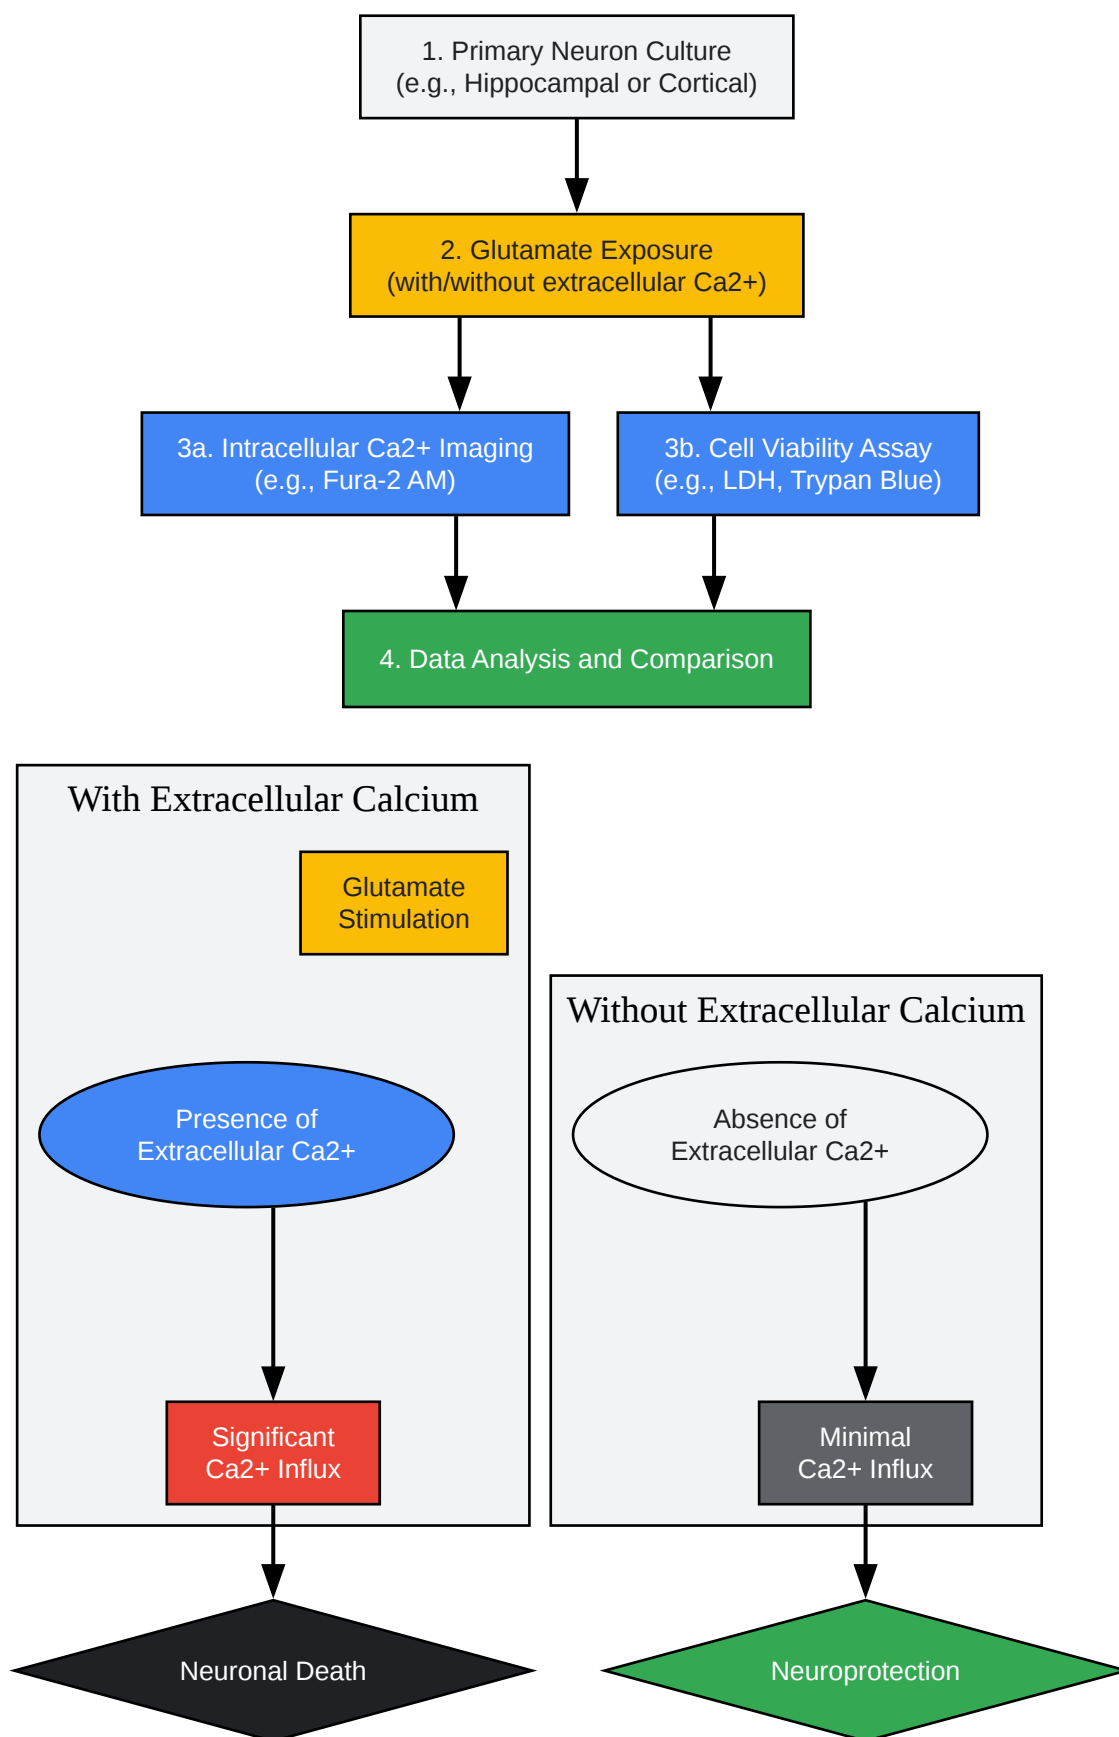 1. Primary Neuron Culture
(e.g., Hippocampal or Cortical)
2. Glutamate Exposure
(with/without extracellular Ca2+)
3a. Intracellular Ca2+ Imaging
(e.g., Fura-2 AM)
3b. Cell Viability Assay
(e.g., LDH, Trypan Blue)
4. Data Analysis and Comparison
With Extracellular Calcium
Glutamate
Stimulation
Presence of
Extracellular Ca2+
Significant
Ca2+ Influx
Neuronal Death
Without Extracellular Calcium
Absence of
Extracellular Ca2+
Minimal
Ca2+ Influx
Neuroprotection